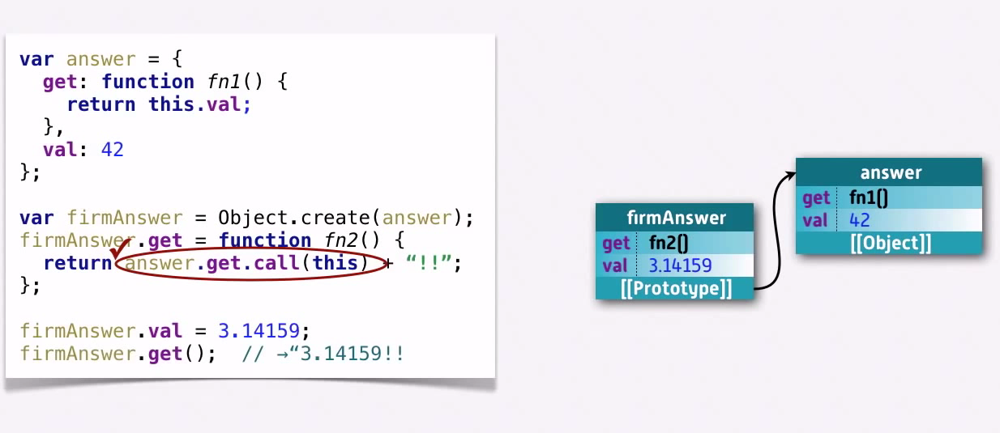 var answer = {
  get: function fn1() {
    return this.val;
  },
  val: 42
};
var firmAnswer = Object.create(answer);
firmAnswer.get = function fn2() {
  return answer.get.call(this) + “!!”;
};
firmAnswer.val = 3.14159;
firmAnswer.get();  // →“3.14159!!
firmAnswer
get fn2()
val 3.14159
[[Prototype]]
answer
get fn1()
val 42
[[Object]]